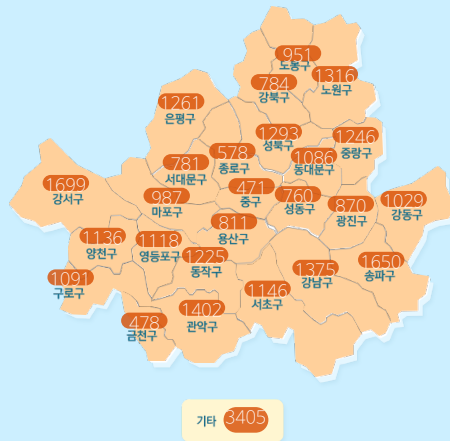 951
노동구
784
강북구
1316
노원구
1261
은평구
1293
성북구
1246
중랑구
578
종로구
1086
동대문구
781
서대문구
1699
강서구
987
마포구
471
중구
760
성동구
870
광진구
1029
강동구
811
용산구
1136
양천구
1118
영등포구
1225
동작구
1375
강남구
1650
송파구
1091
구로구
1146
서초구
1402
관악구
478
금천구
기타 3405